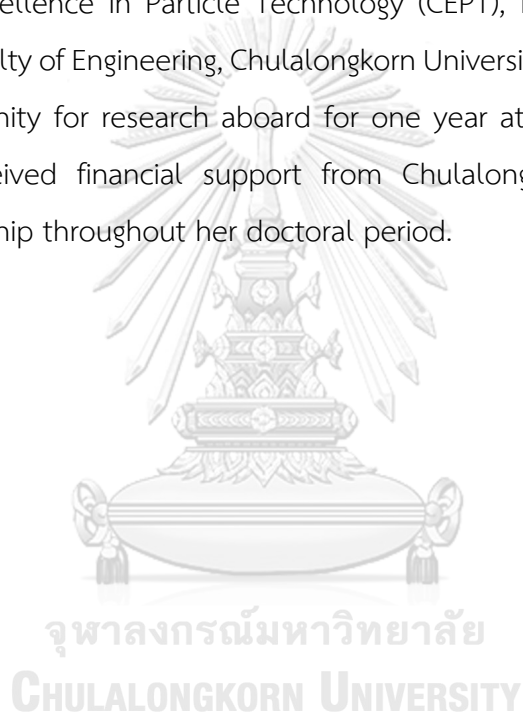 ellence in Particle Technology (CEPT),
lty of Engineering, Chulalongkorn Universi
nity for research aboard for one year at
eived financial support from Chulalong
hip throughout her doctoral period.
จุฬาลงกรณ์มหาวิทยาลัย
CHULALONGKORN UNIVERSITY